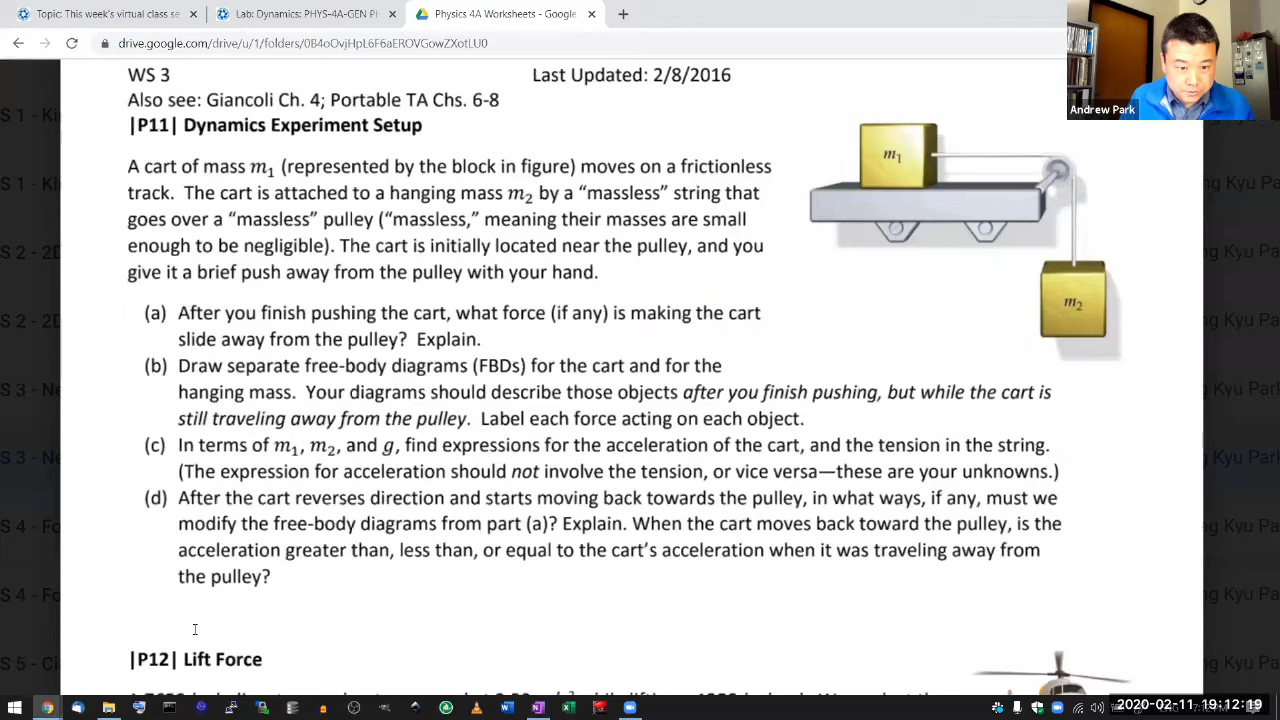 Topic: This week's virtual class se
Lab: Dynamics: PHYS-4A-GEN P
Physics 4A Worksheets - Google
drive.google.com/drive/u/1/folders/0B4oOvjHpL6F6aEROVGowZXotLU0
Andrew Park
WS 3
Last Updated: 2/8/2016
Also see: Giancoli Ch. 4; Portable TA Chs. 6-8
|P11| Dynamics Experiment Setup
A cart of mass m₁ (represented by the block in figure) moves on a frictionless
track. The cart is attached to a hanging mass m₂ by a “massless” string that
goes over a “massless” pulley (“massless,” meaning their masses are small
enough to be negligible). The cart is initially located near the pulley, and you
give it a brief push away from the pulley with your hand.
m₁
m₂
(a) After you finish pushing the cart, what force (if any) is making the cart
slide away from the pulley? Explain.
(b) Draw separate free-body diagrams (FBDs) for the cart and for the
hanging mass. Your diagrams should describe those objects after you finish pushing, but while the cart is
still traveling away from the pulley. Label each force acting on each object.
(c) In terms of m₁, m₂, and g, find expressions for the acceleration of the cart, and the tension in the string.
(The expression for acceleration should not involve the tension, or vice versa—these are your unknowns.)
(d) After the cart reverses direction and starts moving back towards the pulley, in what ways, if any, must we
modify the free-body diagrams from part (a)? Explain. When the cart moves back toward the pulley, is the
acceleration greater than, less than, or equal to the cart’s acceleration when it was traveling away from
the pulley?
|P12| Lift Force
2020-02-11 19:12:19